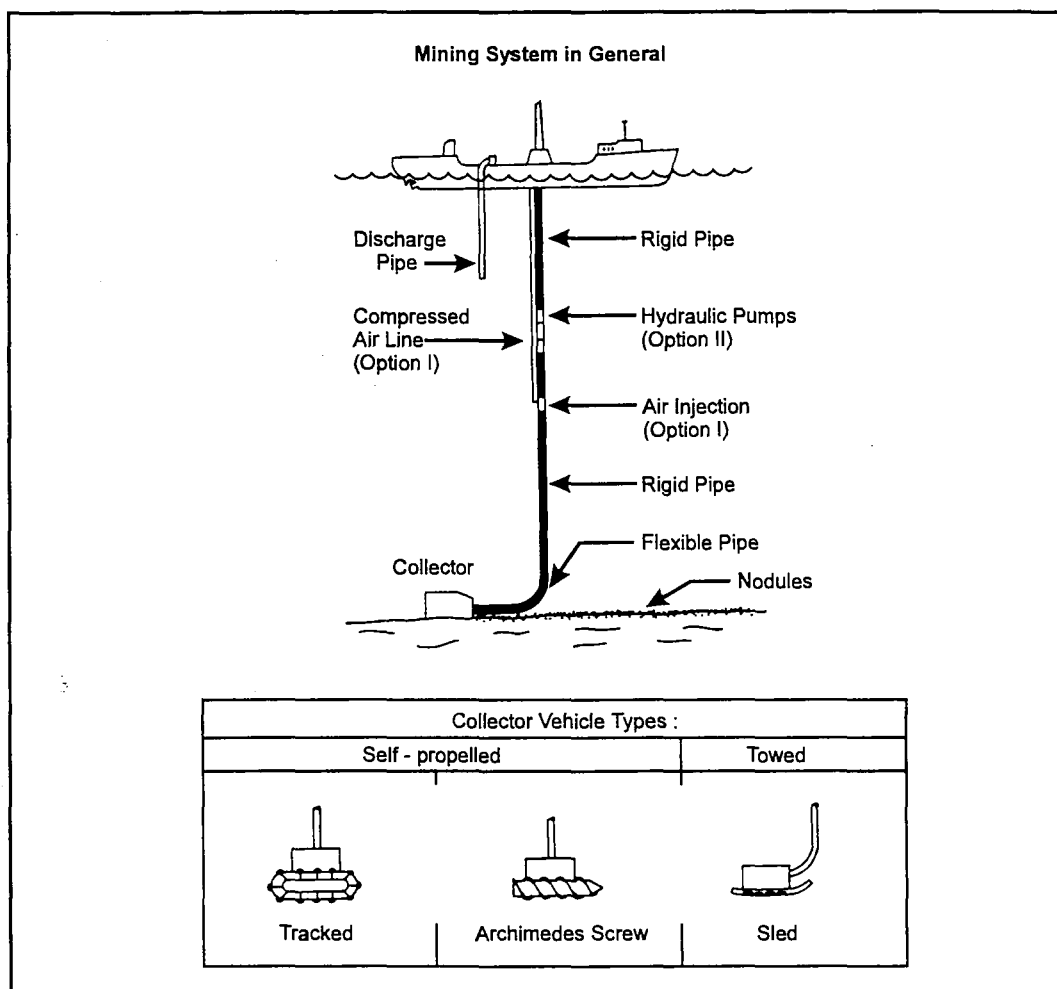 Mining System in General
Discharge
Pipe
Rigid Pipe
Compressed
Air Line
(Option I)
Hydraulic Pumps
(Option II)
Air Injection
(Option I)
Rigid Pipe
Flexible Pipe
Collector
Nodules
Collector Vehicle Types :
Self - propelled
Towed
Tracked
Archimedes Screw
Sled